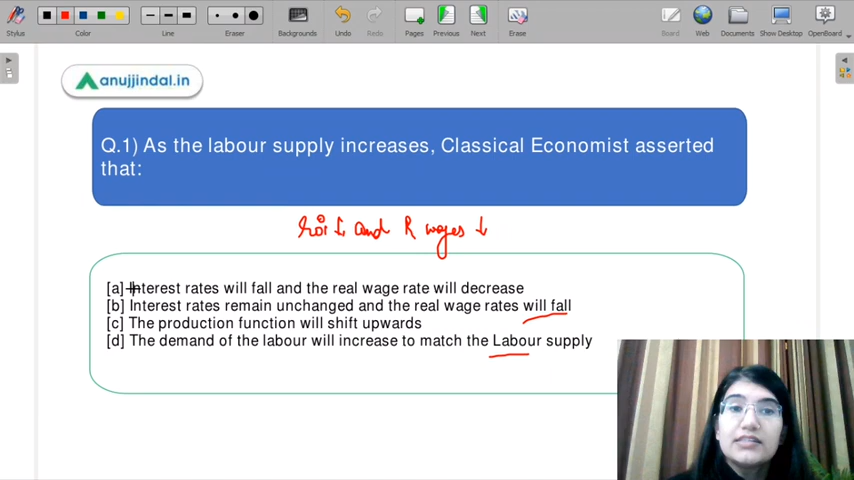 Stylus
Color
Line
Eraser
Backgrounds
Undo
Redo
Pages
Previous
Next
Erase
Board
Web
Documents
Show Desktop
OpenBoard
anujjindal.in
Q.1) As the labour supply increases, Classical Economist asserted
that:
roi ↓ and R wages ↓
[a] Interest rates will fall and the real wage rate will decrease
[b] Interest rates remain unchanged and the real wage rates will fall
[c] The production function will shift upwards
[d] The demand of the labour will increase to match the Labour supply